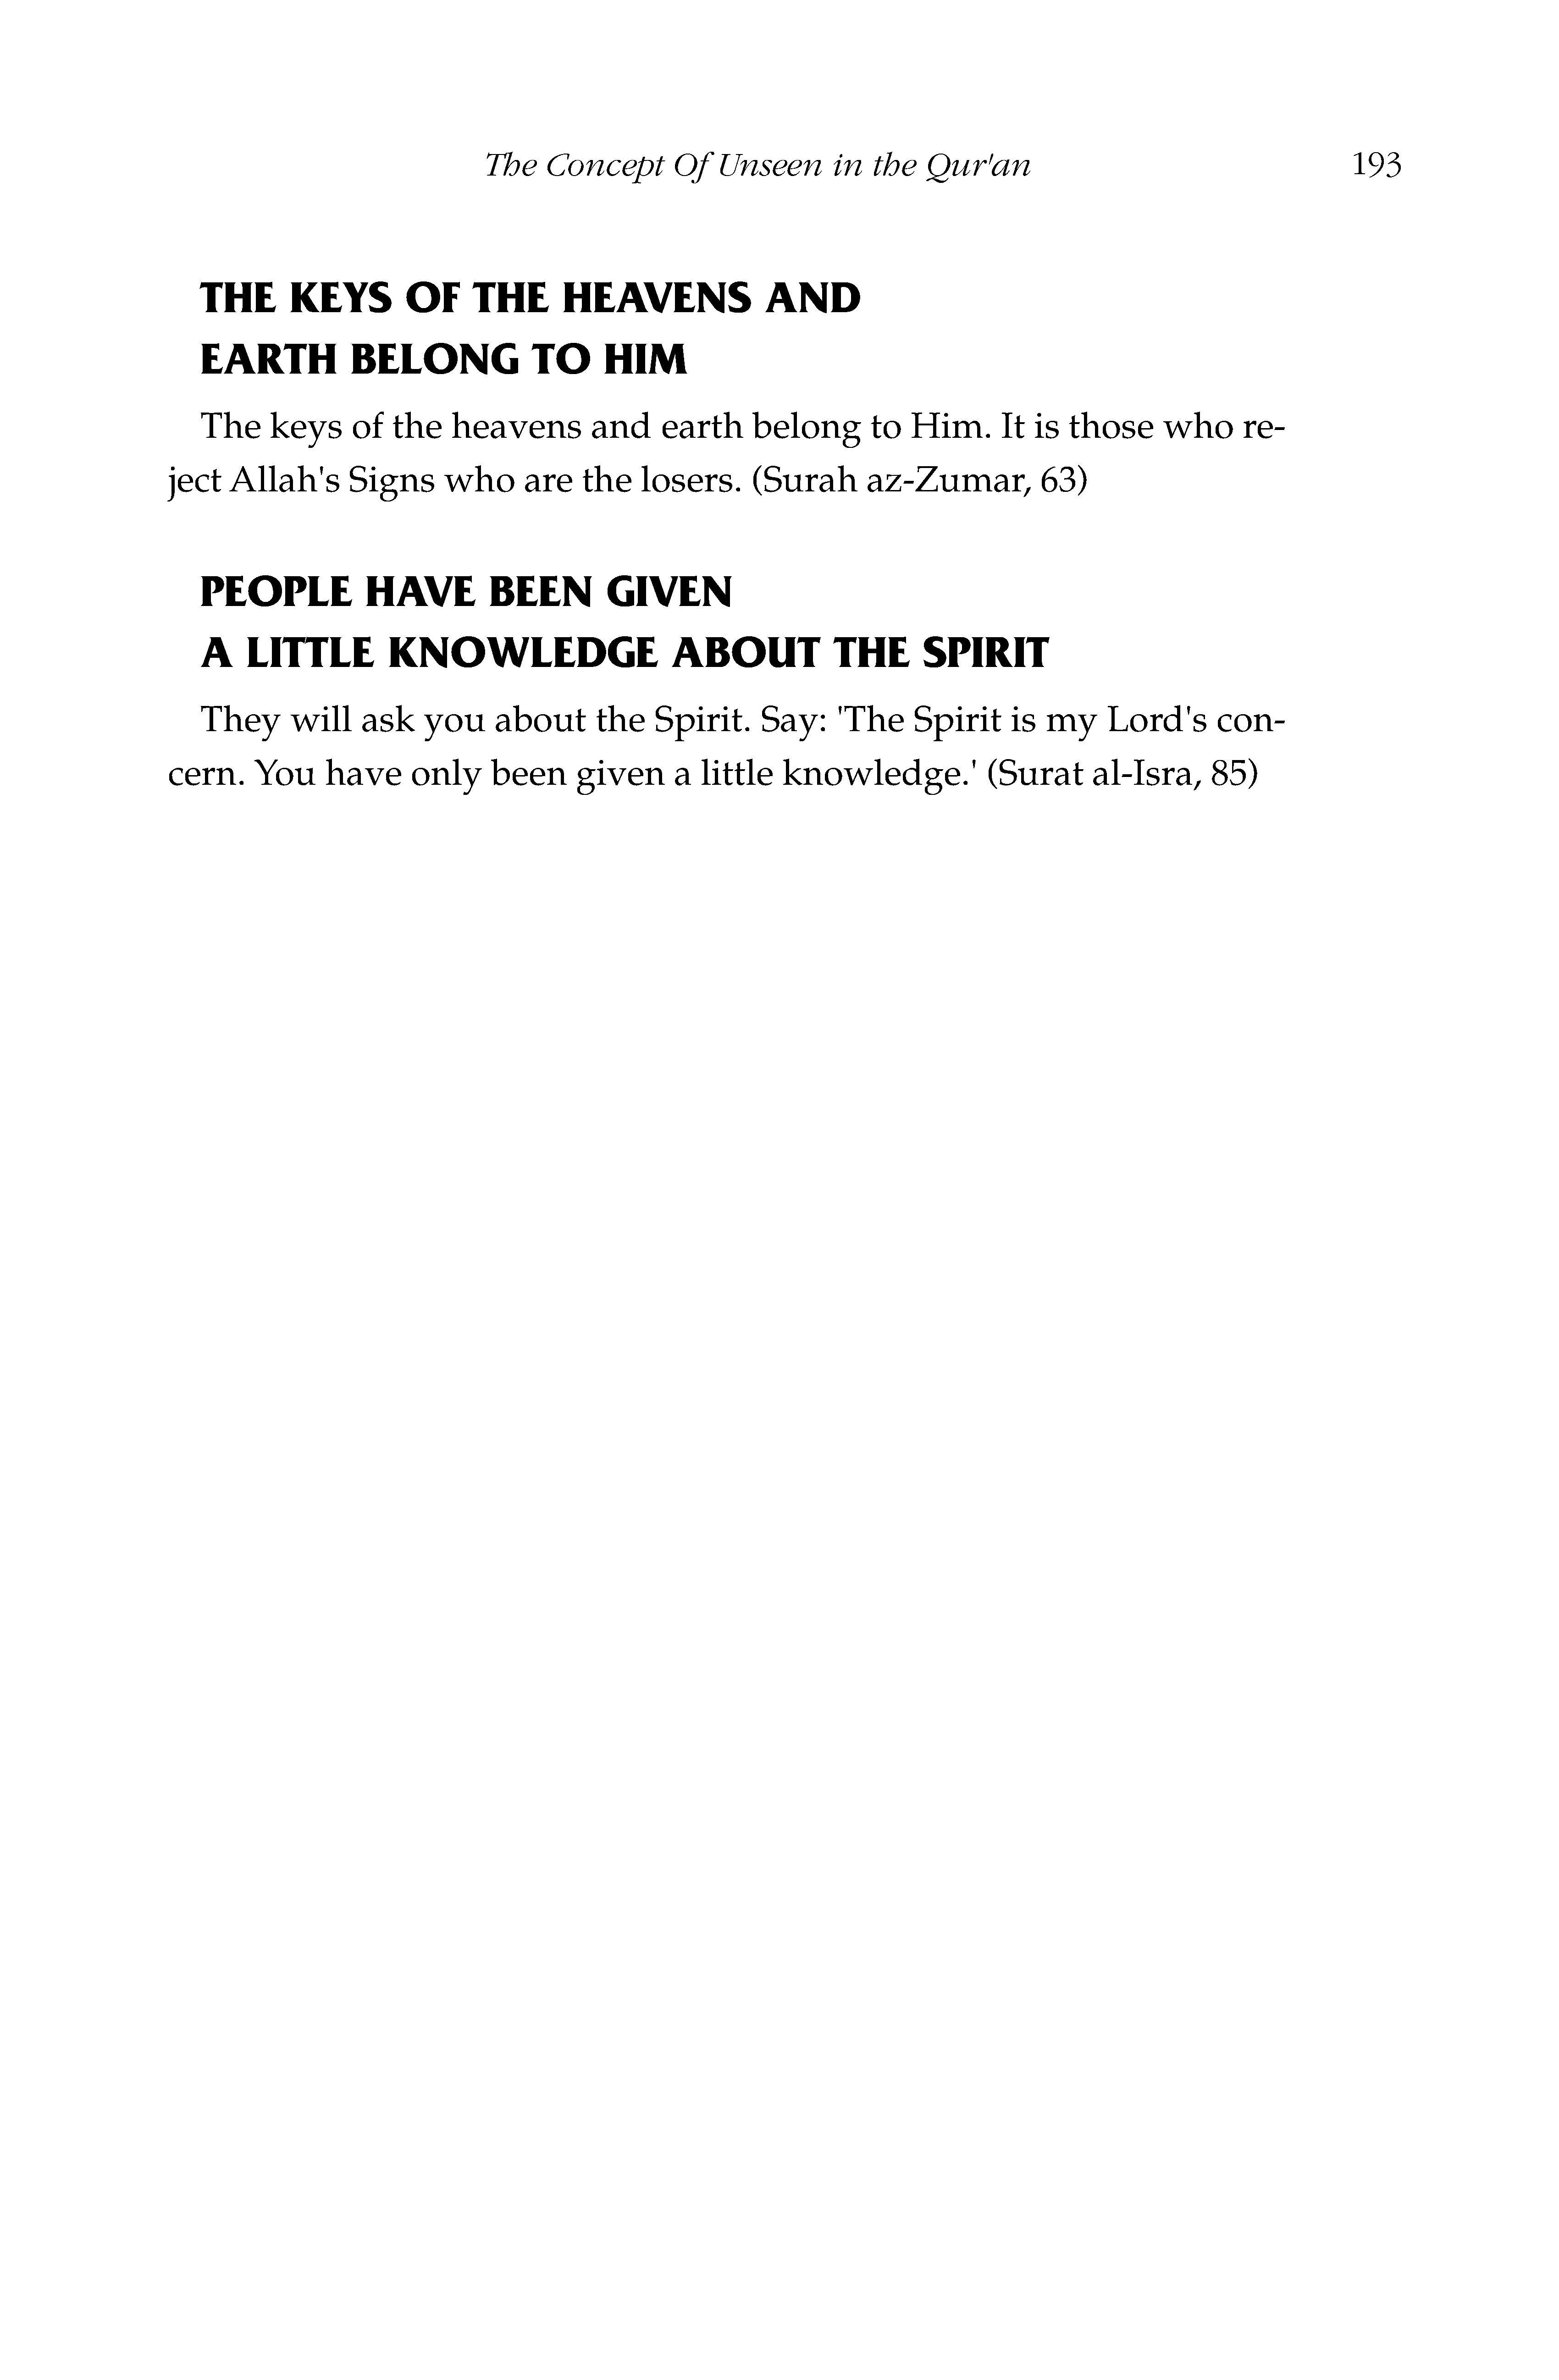 The Concept Of Unseen in the Qur'an 193
THE KEYS OF THE HEAVENS AND
EARTH BELONG TO HIM
The keys of the heavens and earth belong to Him. It is those who re-
ject Allah's Signs who are the losers. (Surah az-Zumar, 63)
PEOPLE HAVE BEEN GIVEN
A LITTLE KNOWLEDGE ABOUT THE SPIRIT
They will ask you about the Spirit. Say: 'The Spirit is my Lord's con-
cern. You have only been given a little knowledge.' (Surat al-Isra, 85)